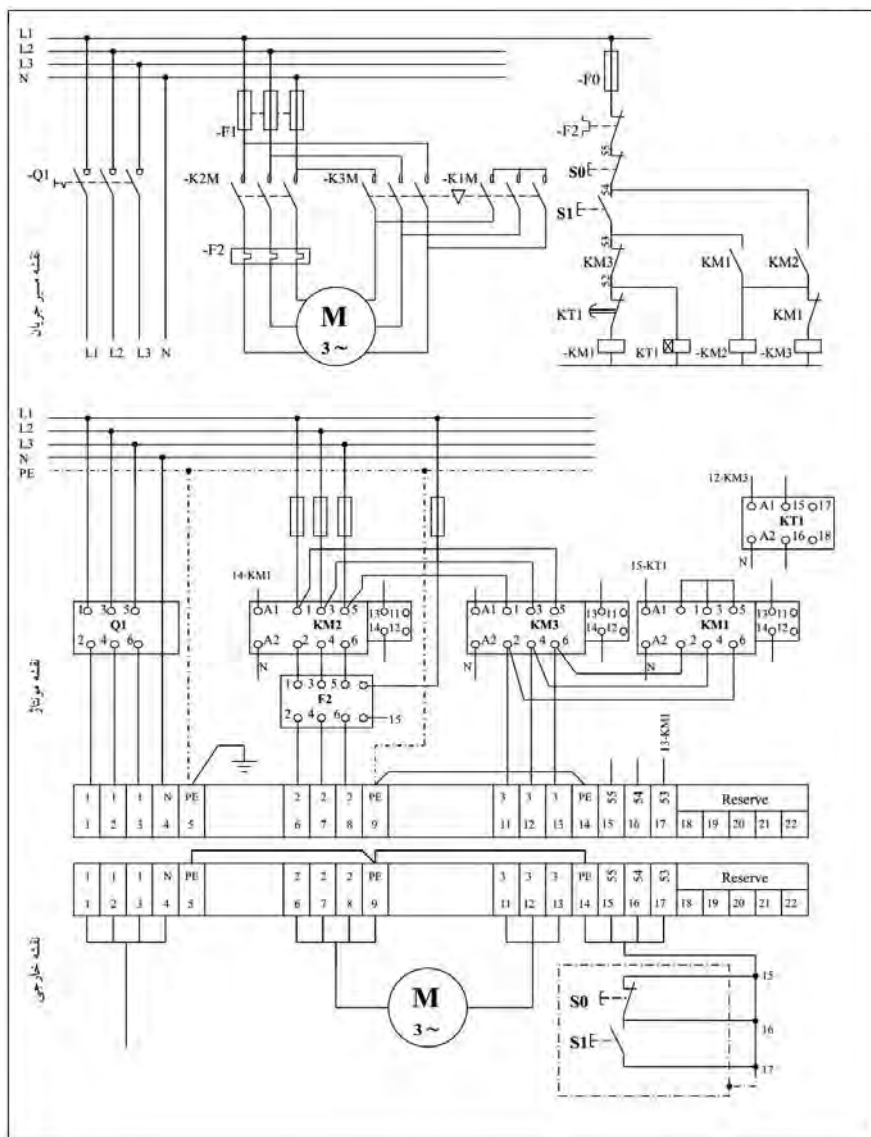 L1
L2
L3
N
-F0
-F1
-F2
55
S0
54
-Q1
-K2M
-K3M
-K1M
S1
53
-F2
KM3
KM1
KM2
52
M
3~
KT1
KM1
L1 L2 L3 N
-KM1 KT1 -KM2 -KM3
نقشه مسیر جریان
L1
L2
L3
N
PE
12-KM3
A1 15 17
KT1
A2 16 18
N
14-KM1
15-KT1
1 3 5
Q1
2 4 6
A1 1 3 5 13 11
KM2
A2 2 4 6 14 12
N
A1 1 3 5 13 11
KM3
A2 2 4 6 14 12
N
A1 1 3 5 13 11
KM1
A2 2 4 6 14 12
N
1 3 5
F2
2 4 6
15
13-KM1
نقشه مونتاژ
1 1 1 N PE 2 2 2 PE 3 3 3 PE 55 54 53 Reserve
1 2 3 4 5 6 7 8 9 11 12 13 14 15 16 17 18 19 20 21 22
1 1 1 N PE 2 2 2 PE 3 3 3 PE 55 54 53 Reserve
1 2 3 4 5 6 7 8 9 11 12 13 14 15 16 17 18 19 20 21 22
نقشه خارجی
M
3~
15
S0
16
S1
17